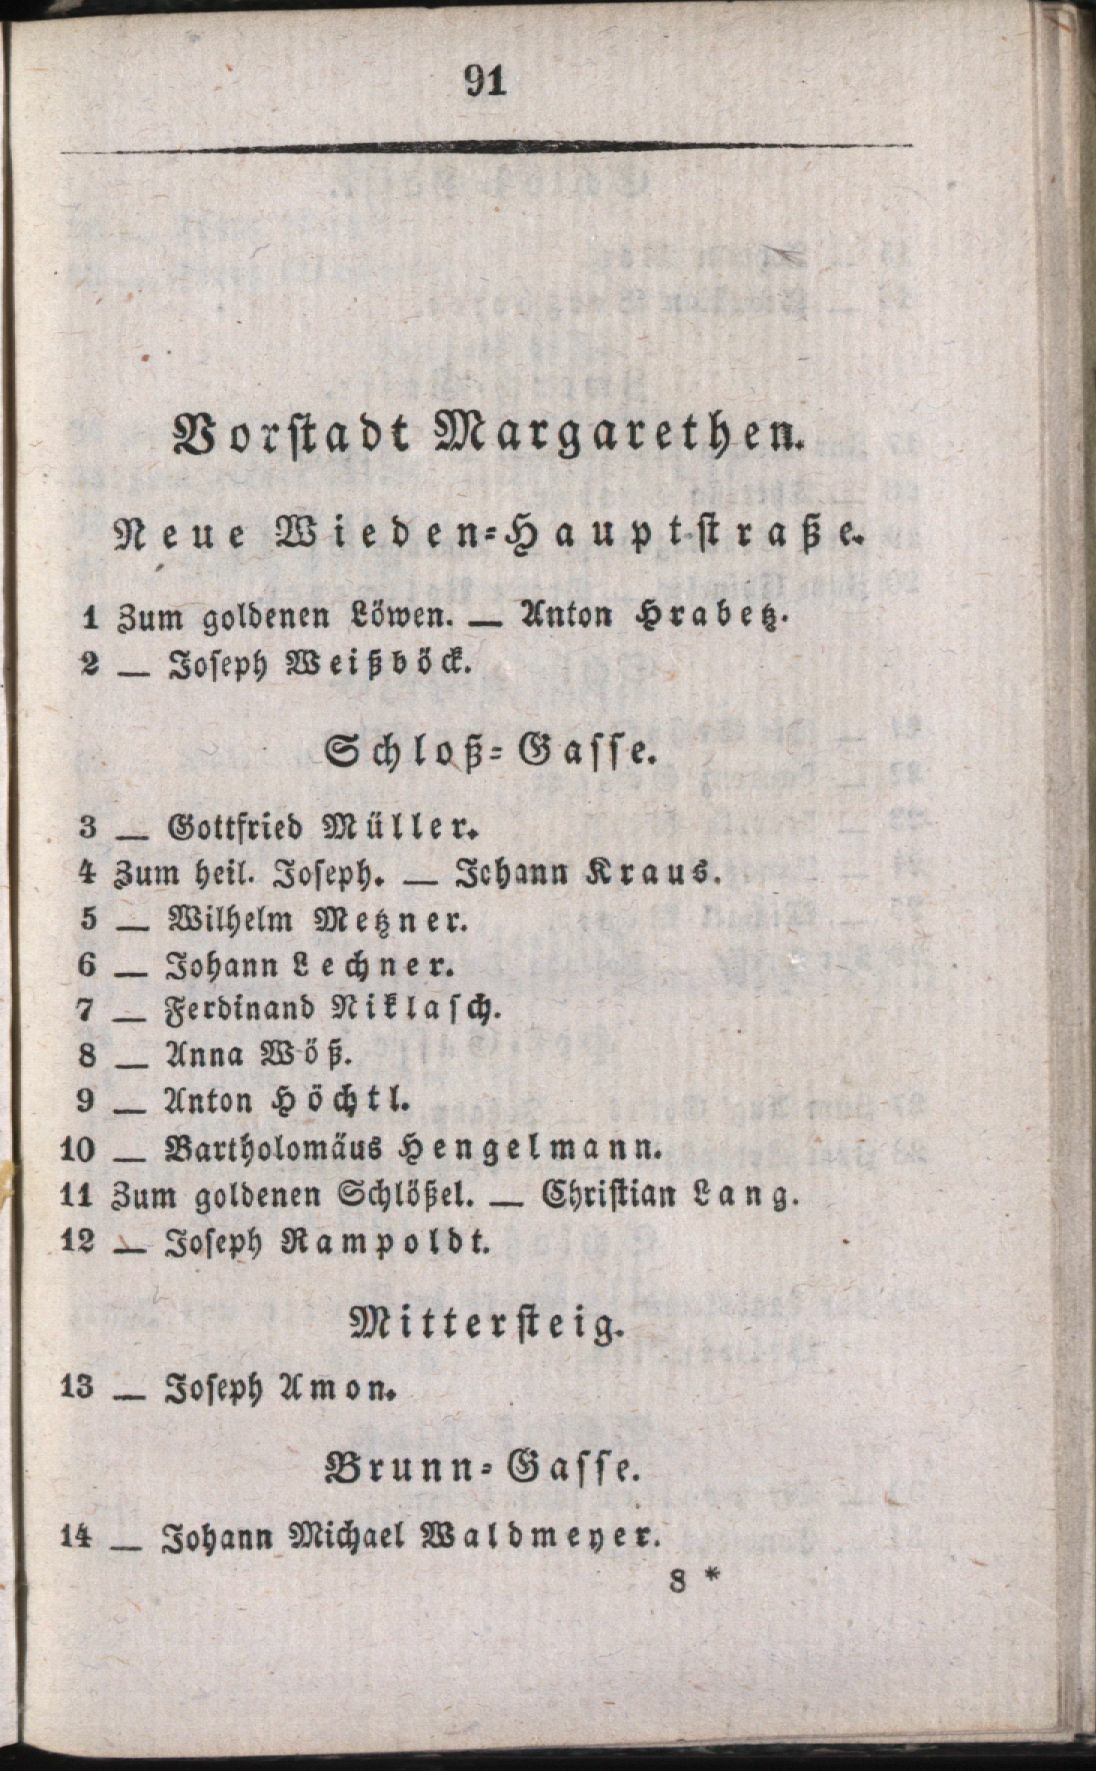 91
Vorstadt Margarethen.
Neue Wieden-Hauptstraße.
1 Zum goldenen Löwen. — Anton Hrabetz.
2 — Joseph Weißböck.
Schloß-Gasse.
3 — Gottfried Müller.
4 Zum heil. Joseph. — Johann Kraus.
5 — Wilhelm Metzner.
6 — Johann Lechner.
7 — Ferdinand Niklasch.
8 — Anna Wöß.
9 — Anton Höchtl.
10 — Bartholomäus Hengelmann.
11 Zum goldenen Schlößel. — Christian Lang.
12 — Joseph Rampoldt.
Mittersteig.
13 — Joseph Amon.
Brunn-Gasse.
14 — Johann Michael Waldmeyer.
8 *